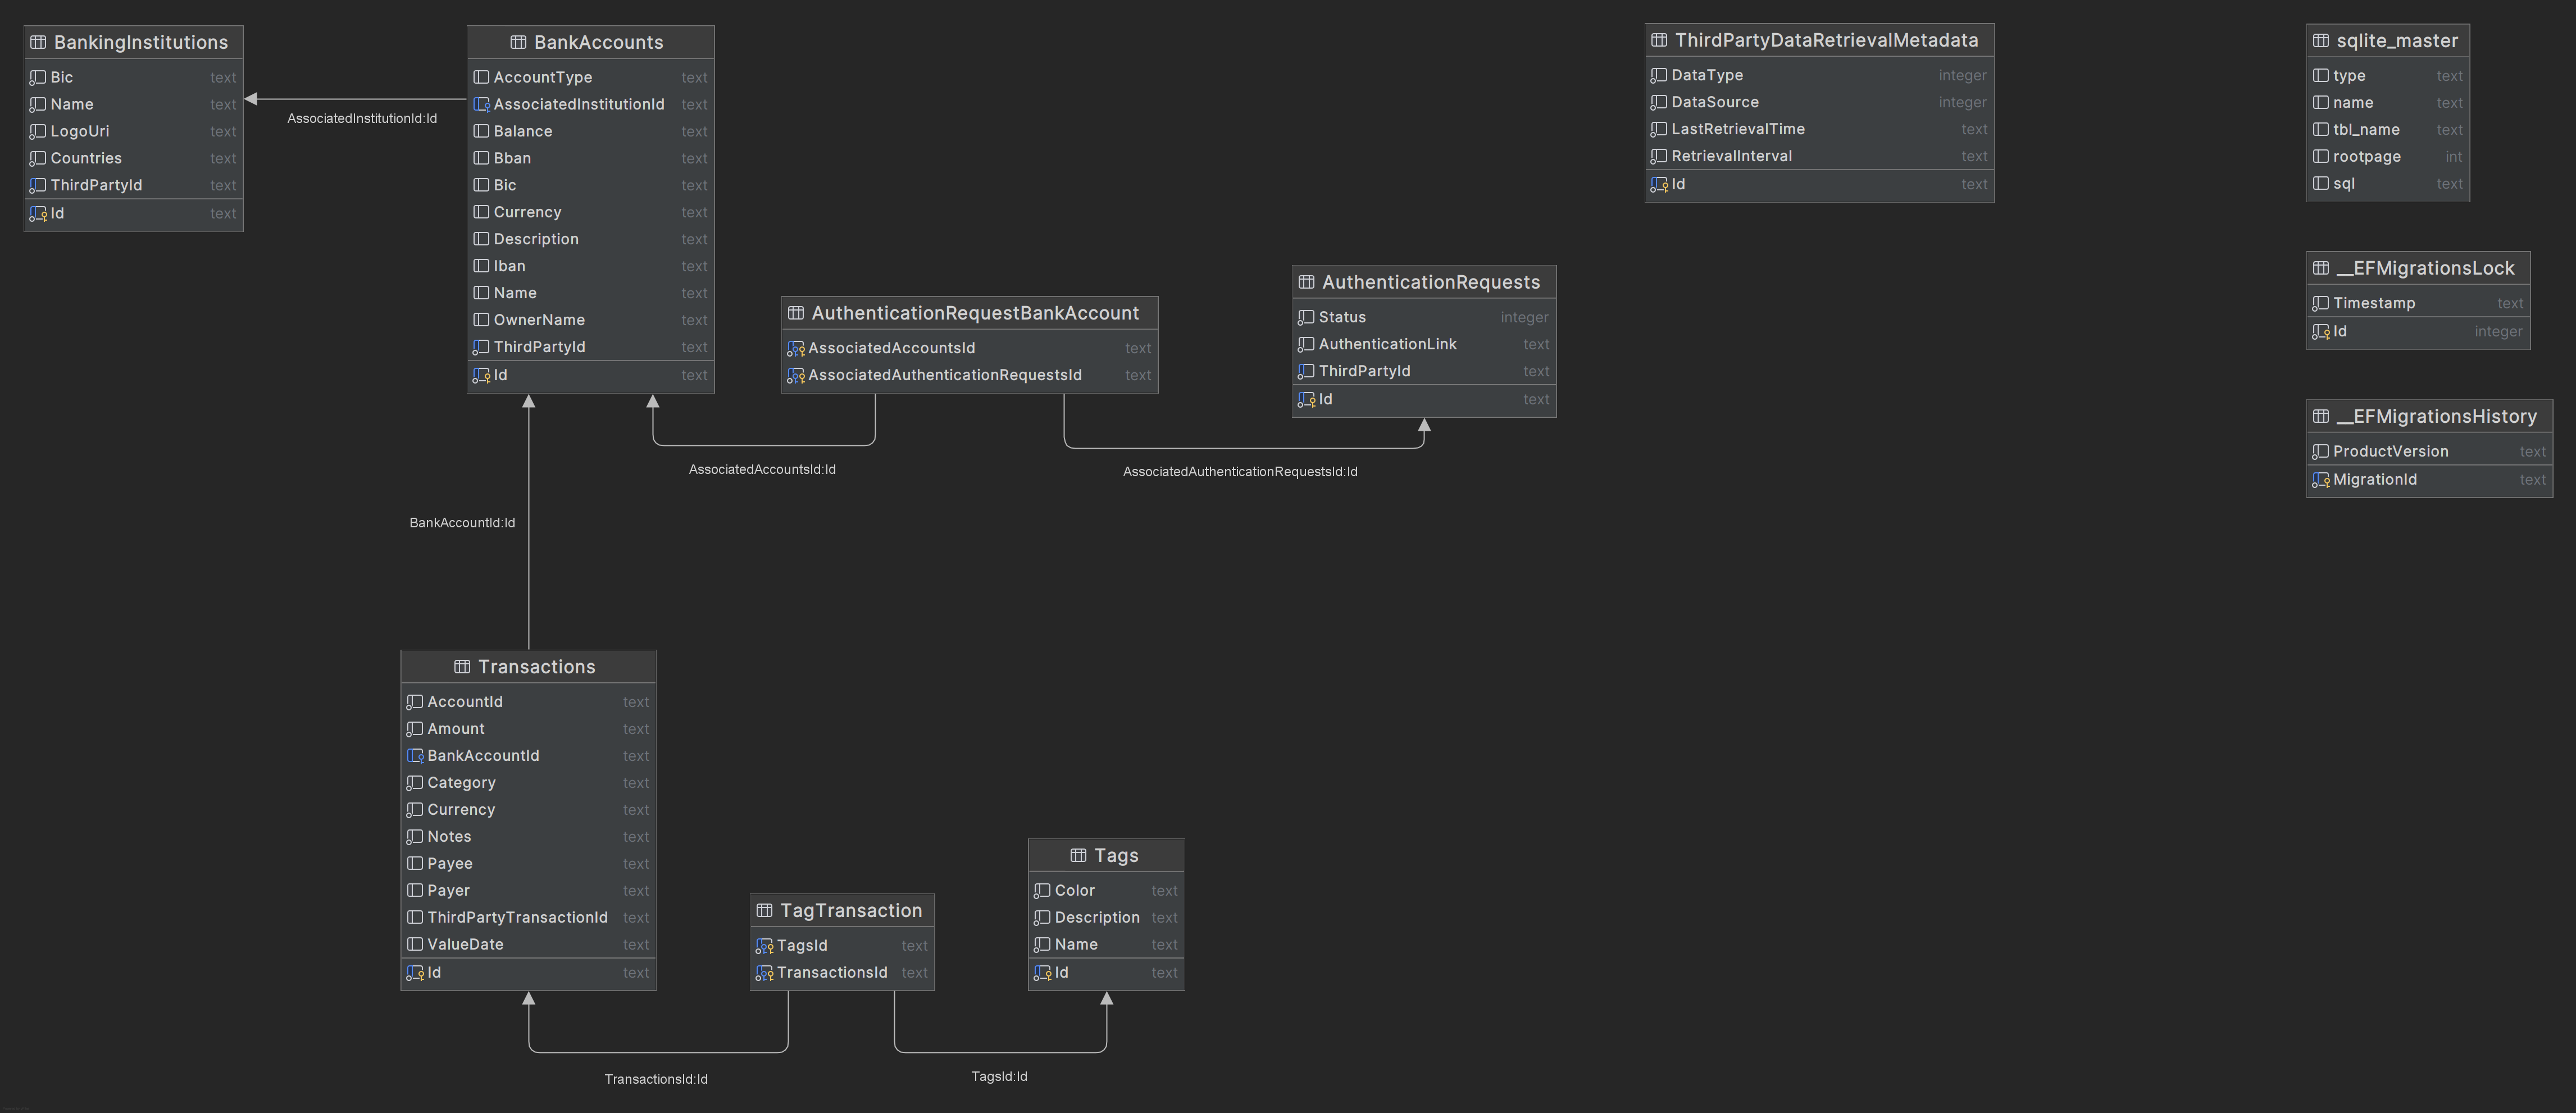 BankingInstitutions
Bic text
Name text
LogoUri text
Countries text
ThirdPartyId text
Id text
AssociatedInstitutionId:Id
BankAccounts
AccountType text
AssociatedInstitutionId text
Balance text
Bban text
Bic text
Currency text
Description text
Iban text
Name text
OwnerName text
ThirdPartyId text
Id text
AuthenticationRequestBankAccount
AssociatedAccountsId text
AssociatedAuthenticationRequestsId text
AssociatedAccountsId:Id
AuthenticationRequests
Status integer
AuthenticationLink text
ThirdPartyId text
Id text
AssociatedAuthenticationRequestsId:Id
ThirdPartyDataRetrievalMetadata
DataType integer
DataSource integer
LastRetrievalTime text
RetrievalInterval text
Id text
sqlite_master
type text
name text
tbl_name text
rootpage int
sql text
__EFMigrationsLock
Timestamp text
Id integer
__EFMigrationsHistory
ProductVersion text
MigrationId text
BankAccountId:Id
Transactions
AccountId text
Amount text
BankAccountId text
Category text
Currency text
Notes text
Payee text
Payer text
ThirdPartyTransactionId text
ValueDate text
Id text
TagTransaction
TagsId text
TransactionsId text
Tags
Color text
Description text
Name text
Id text
TransactionsId:Id
TagsId:Id